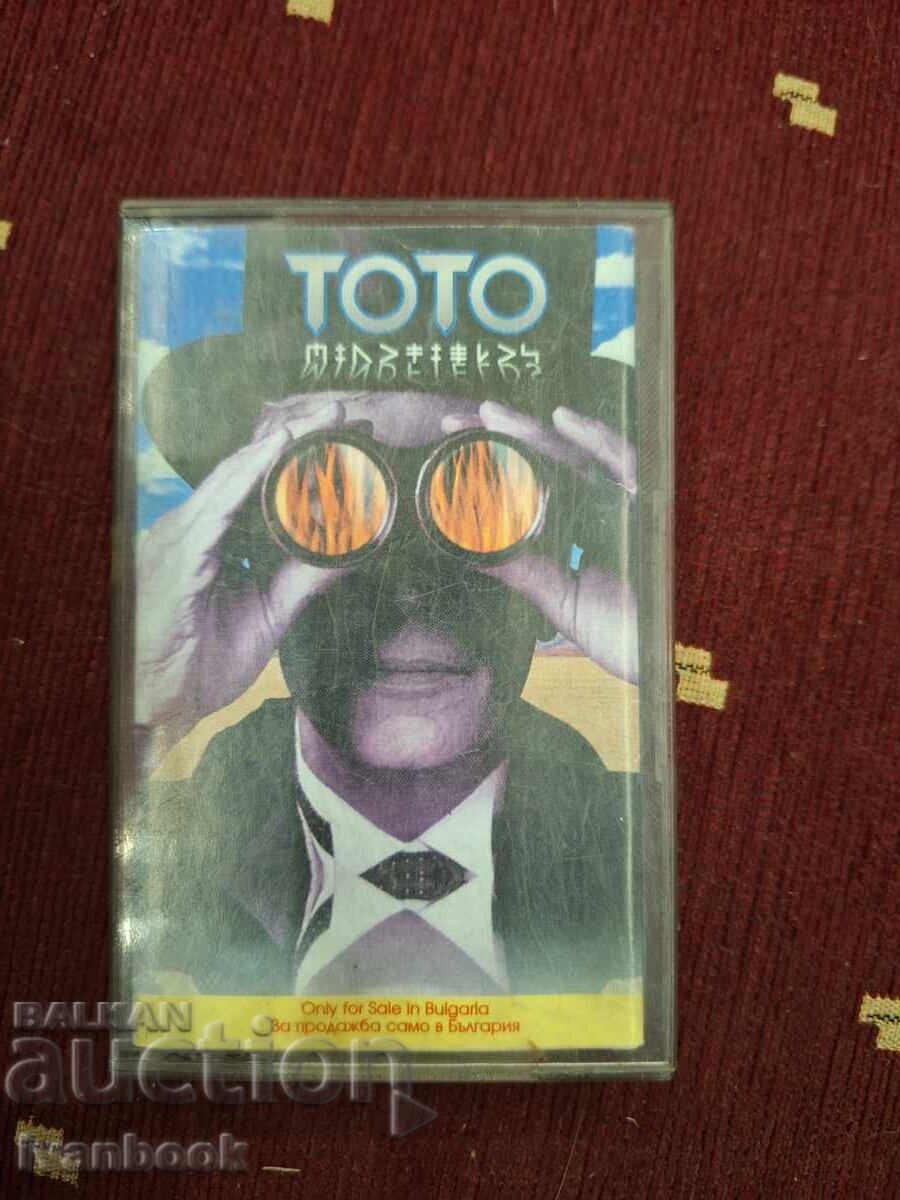 TOTO
Only for Sale in Bulgaria
За продажба само в България
BALKAN
auction
Ivanbook